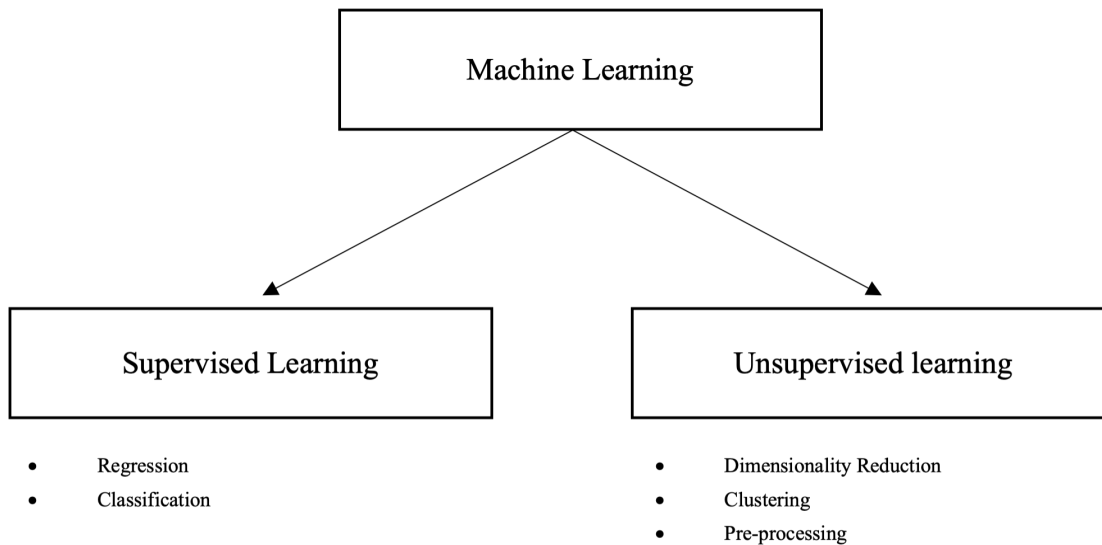 Machine Learning
Supervised Learning
Unsupervised learning
• Regression
• Classification
• Dimensionality Reduction
• Clustering
• Pre-processing